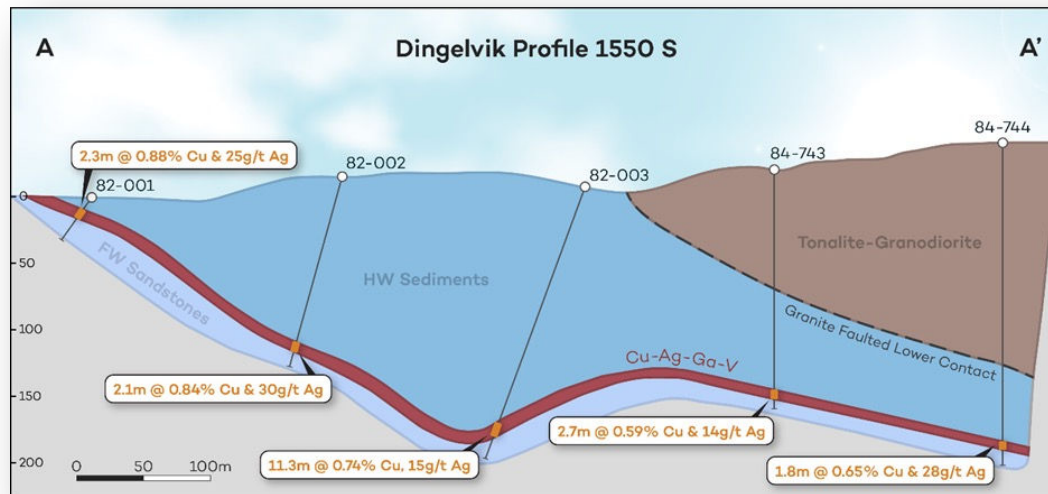 A
Dingelvik Profile 1550 S
A'
84-744
84-743
2.3m @ 0.88% Cu & 25g/t Ag
82-001
82-002
82-003
0
50
100
150
200
FW Sandstones
HW Sediments
Tonalite-Granodiorite
Granite Faulted Lower Contact
Cu-Ag-Ga-V
2.1m @ 0.84% Cu & 30g/t Ag
11.3m @ 0.74% Cu, 15g/t Ag
2.7m @ 0.59% Cu & 14g/t Ag
1.8m @ 0.65% Cu & 28g/t Ag
0 50 100m